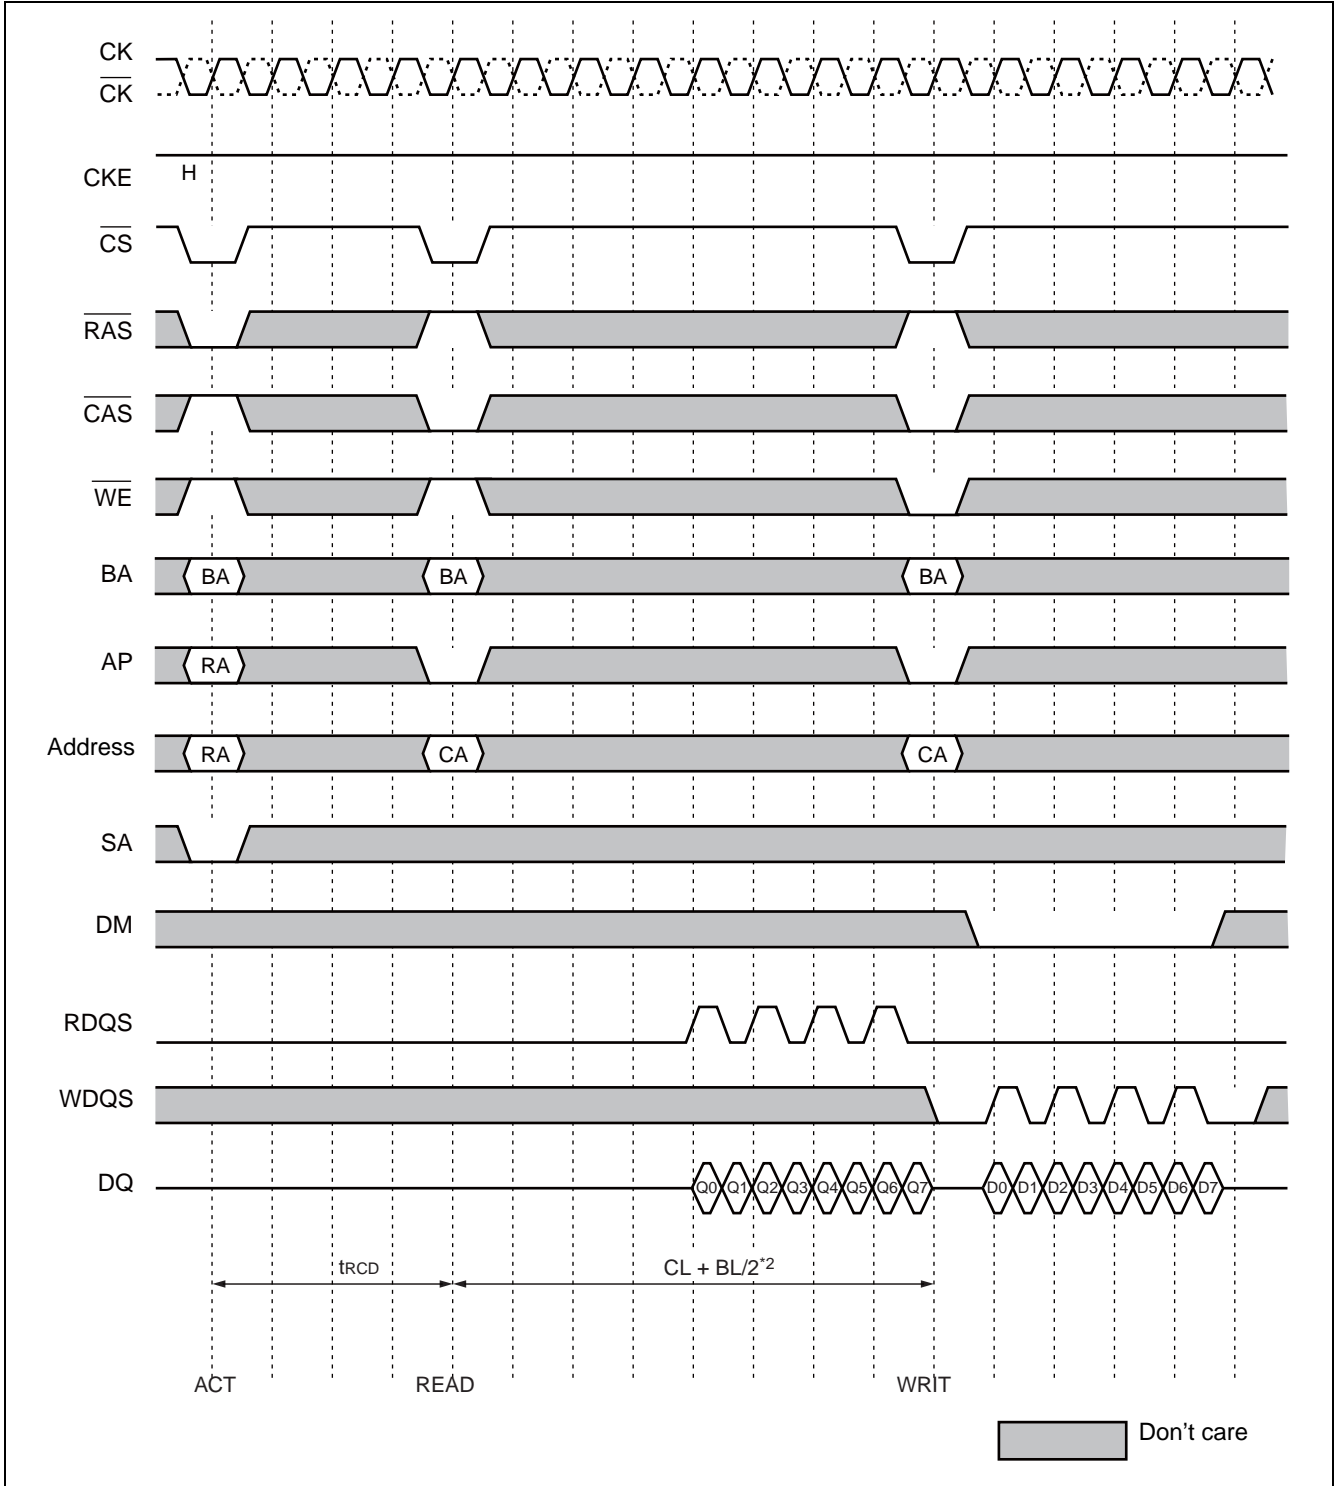 CK
CK
CKE H
CS
RAS
CAS
WE
BA BA BA BA
AP RA
Address RA CA CA
SA
DM
RDQS
WDQS
DQ Q0 Q1 Q2 Q3 Q4 Q5 Q6 Q7 D0 D1 D2 D3 D4 D5 D6 D7
tRCD CL + BL/2*2
ACT READ WRIT
Don't care